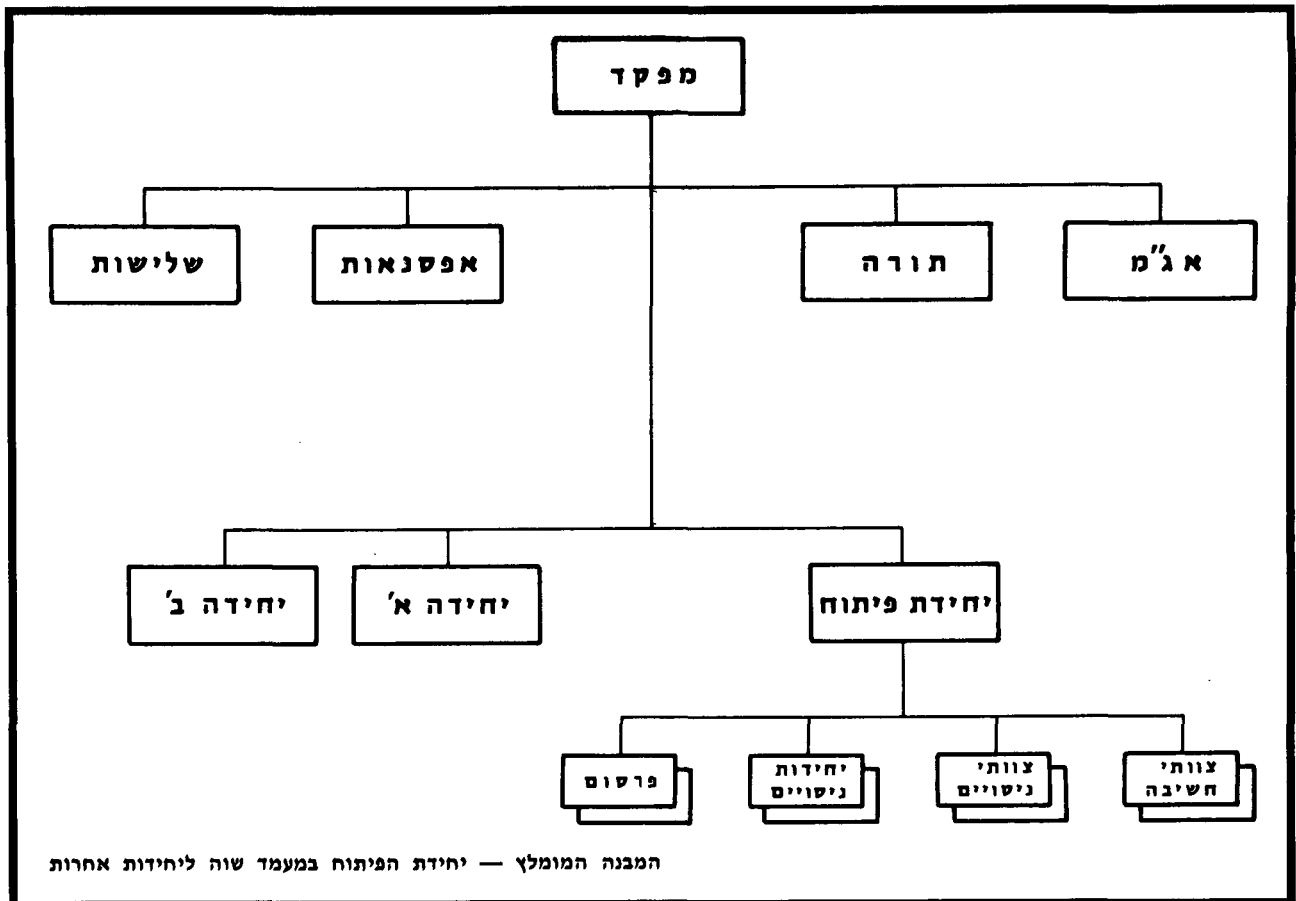 מפקד
אג"מ
תורה
אפסנאות
שלישות
יחידת פיתוח
יחידה א'
יחידה ב'
צוותי
חשיבה
צוותי
ניסויים
יחידות
ניסויים
פרסום
המבנה המומלץ — יחידת הפיתוח במעמד שוה ליחידות אחרות